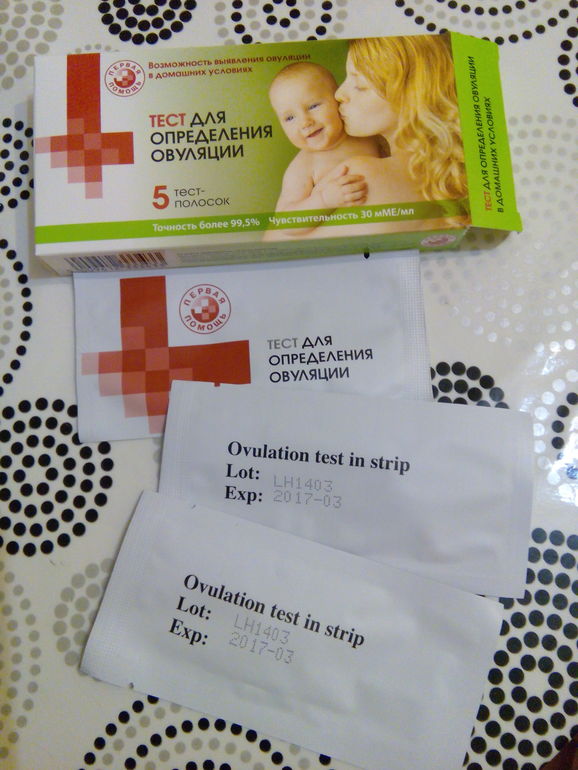 ПЕРВАЯ
ПОМОЩЬ
Возможность выявления овуляции
в домашних условиях
ТЕСТ ДЛЯ
ОПРЕДЕЛЕНИЯ
ОВУЛЯЦИИ
5 тест-
полосок
Точность более 99,5% Чувствительность 30 мМЕ/мл
ТЕСТ ДЛЯ ОПРЕДЕЛЕНИЯ ОВУЛЯЦИИ
В ДОМАШНИХ УСЛОВИЯХ
ПЕРВАЯ
ПОМОЩЬ
ТЕСТ ДЛЯ
ОПРЕДЕЛЕНИЯ
ОВУЛЯЦИИ
Ovulation test in strip
Lot: LH1403
Exp: 2017-03
Ovulation test in strip
Lot: LH1403
Exp: 2017-03